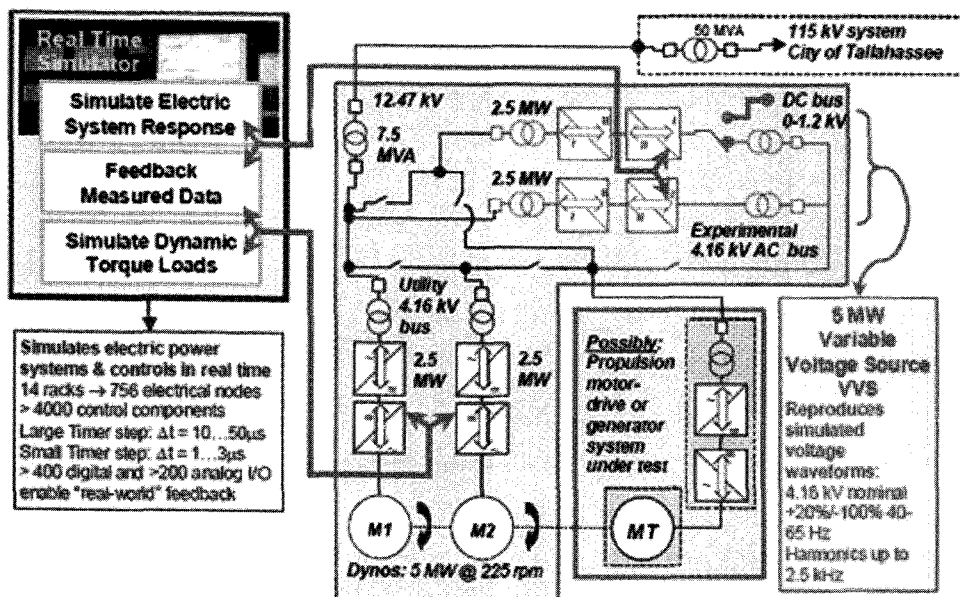 Real Time
Simulator
Simulate Electric
System Response
Feedback
Measured Data
Simulate Dynamic
Torque Loads
Simulates electric power
systems & controls in real time
14 racks → 756 electrical nodes
> 4000 control components
Large Timer step: Δt = 10...50µs
Small Timer step: Δt = 1...3µs
> 400 digital and >200 analog I/O
enable "real-world" feedback
50 MVA
115 kV system
City of Tallahassee
12.47 kV
7.5
MVA
2.5 MW
DC bus
0-1.2 kV
2.5 MW
Experimental
4.16 kV AC bus
Utility
4.16 kV
bus
2.5
MW
2.5
MW
M1
M2
Dynos: 5 MW @ 225 rpm
Possibly:
Propulsion
motor-
drive or
generator
system
under test
MT
5 MW
Variable
Voltage Source
VVS
Reproduces
simulated
voltage
waveforms:
4.16 kV nominal
+20%/-100% 40-
65 Hz
Harmonics up to
2.5 kHz